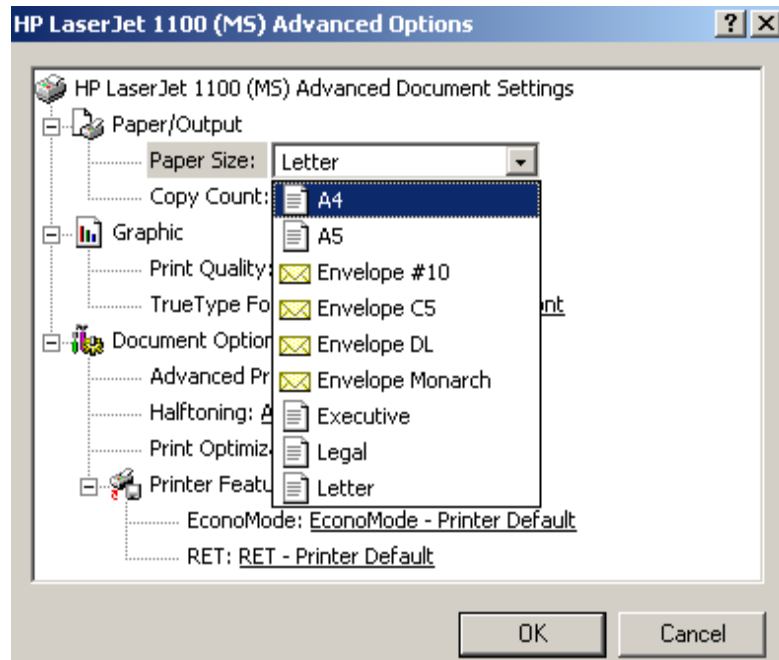 HP LaserJet 1100 (MS) Advanced Options
HP LaserJet 1100 (MS) Advanced Document Settings
Paper/Output
Paper Size: Letter
Copy Count:
A4
Graphic
A5
Print Quality:
Envelope #10
TrueType Fo
Envelope C5
nt
Document Option
Envelope DL
Advanced Pr
Envelope Monarch
Halftoning: A
Executive
Print Optimiz
Legal
Printer Featu
Letter
EconoMode: EconoMode - Printer Default
RET: RET - Printer Default
OK Cancel